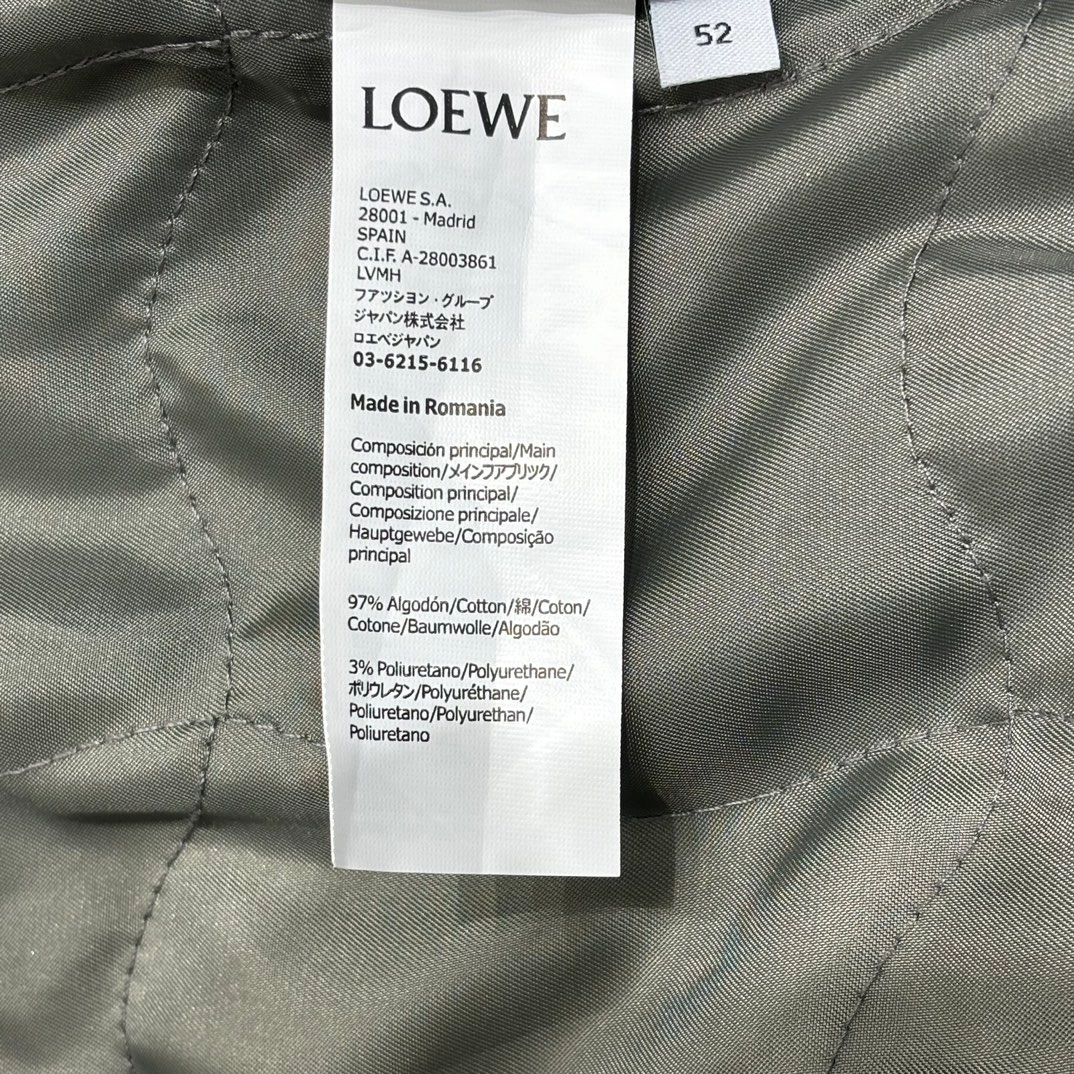 52
LOEWE
LOEWE S.A.
28001 - Madrid
SPAIN
C.I.F. A-28003861
LVMH
ファッション・グループ
ジャパン株式会社
ロエベジャパン
03-6215-6116
Made in Romania
Composición principal/Main
composition/メインファブリック/
Composition principal/
Composizione principale/
Hauptgewebe/Composição
principal
97% Algodón/Cotton/綿/Coton/
Cotone/Baumwolle/Algodão
3% Poliuretano/Polyurethane/
ポリウレタン/Polyuréthane/
Poliuretano/Polyurethan/
Poliuretano